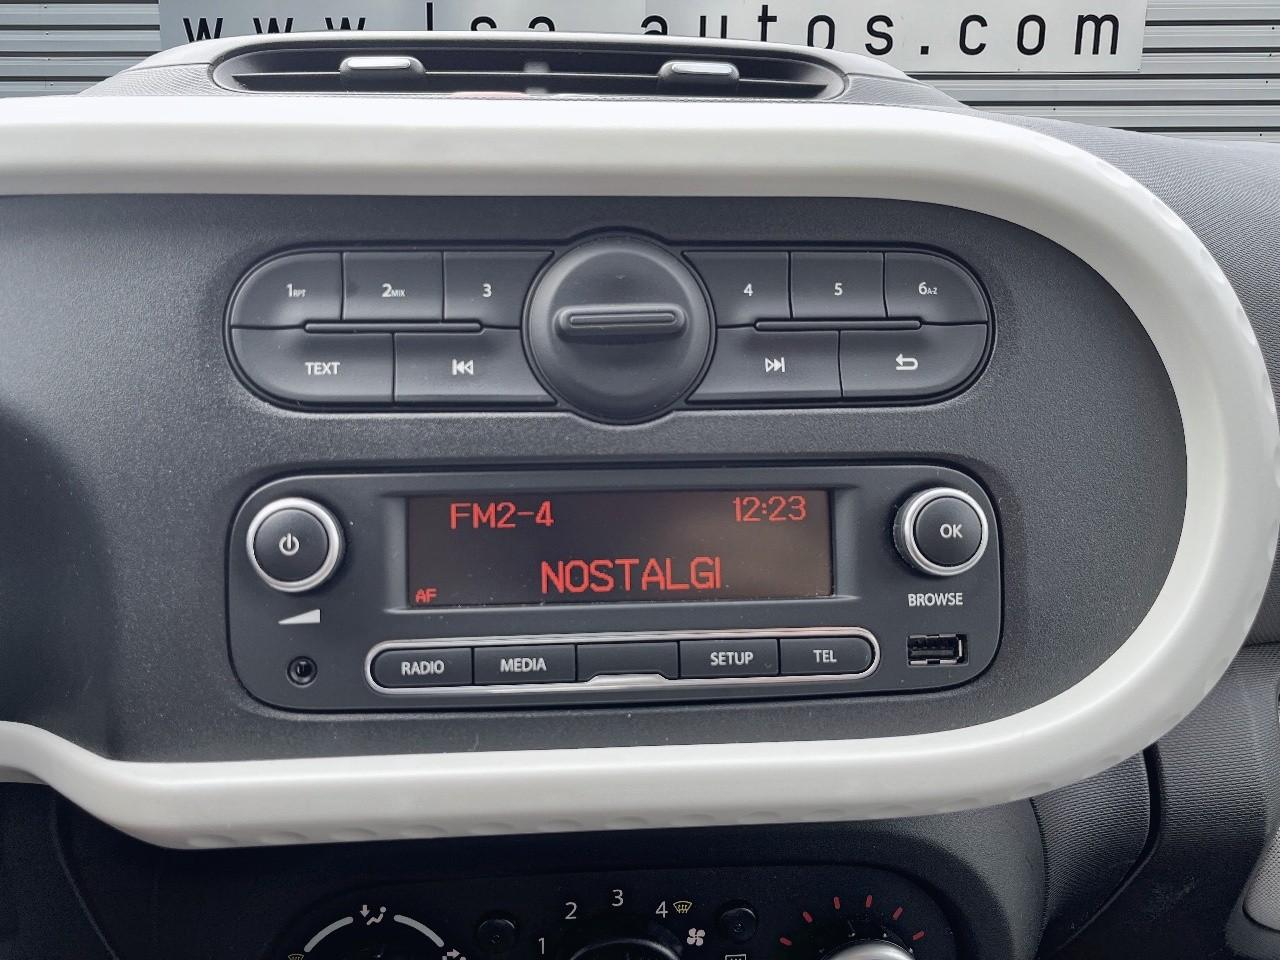 www.lsa-autos.com
1RPT 2MIX 3 4 5 6A-Z
TEXT
FM2-4 12:23
NOSTALGI
AF
OK
BROWSE
RADIO MEDIA SETUP TEL
1 2 3 4